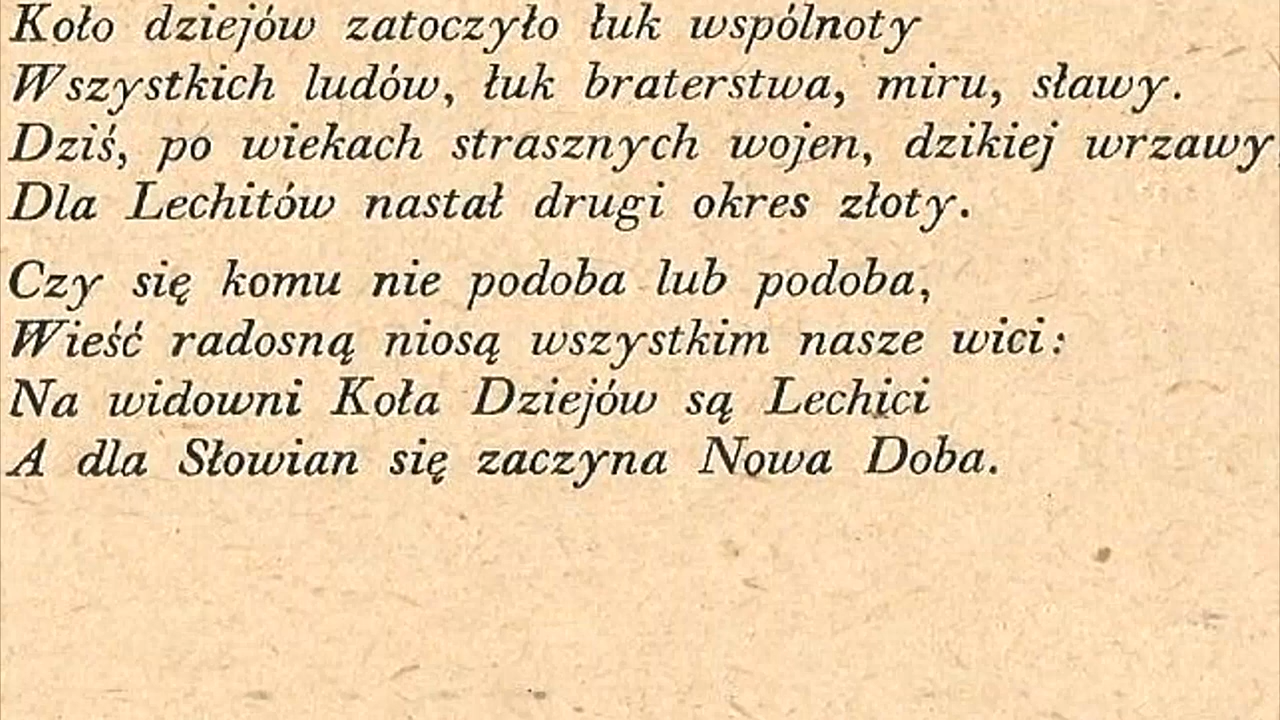 Koło dziejów zatoczyło łuk wspólnoty
Wszystkich ludów, łuk braterstwa, miru, sławy.
Dziś, po wiekach strasznych wojen, dzikiej wrzawy
Dla Lechitów nastał drugi okres złoty.
Czy się komu nie podoba lub podoba,
Wieść radosną niosą wszystkim nasze wici:
Na widowni Koła Dziejów są Lechici
A dla Słowian się zaczyna Nowa Doba.